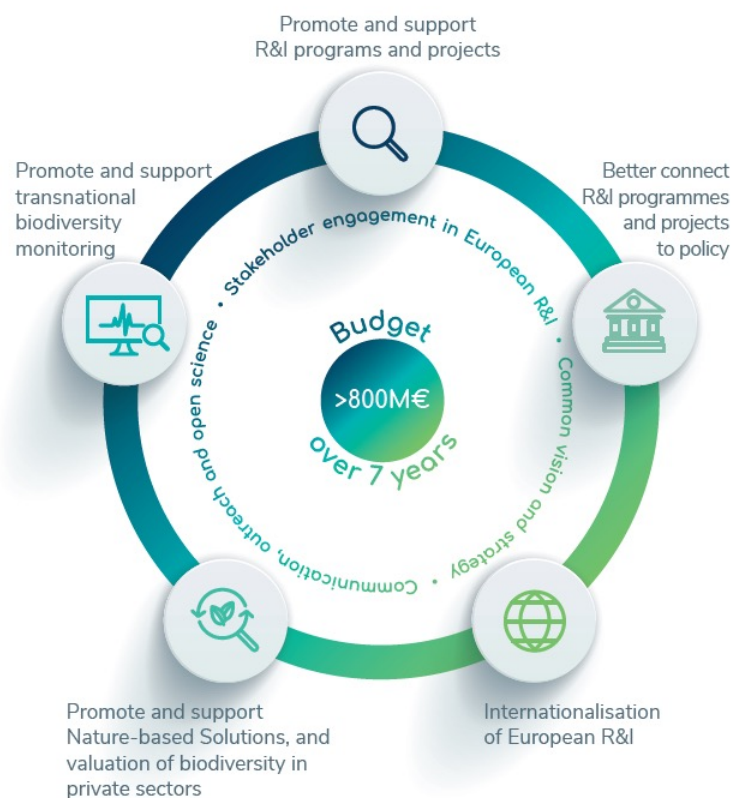 Promote and support
R&I programs and projects
Promote and support
transnational
biodiversity
monitoring
Better connect
R&I programmes
and projects
to policy
• Stakeholder engagement in European R&I
• Common vision and strategy
• Communication, outreach and open science
Budget
>800M€
over 7 years
Promote and support
Nature-based Solutions, and
valuation of biodiversity in
private sectors
Internationalisation
of European R&I